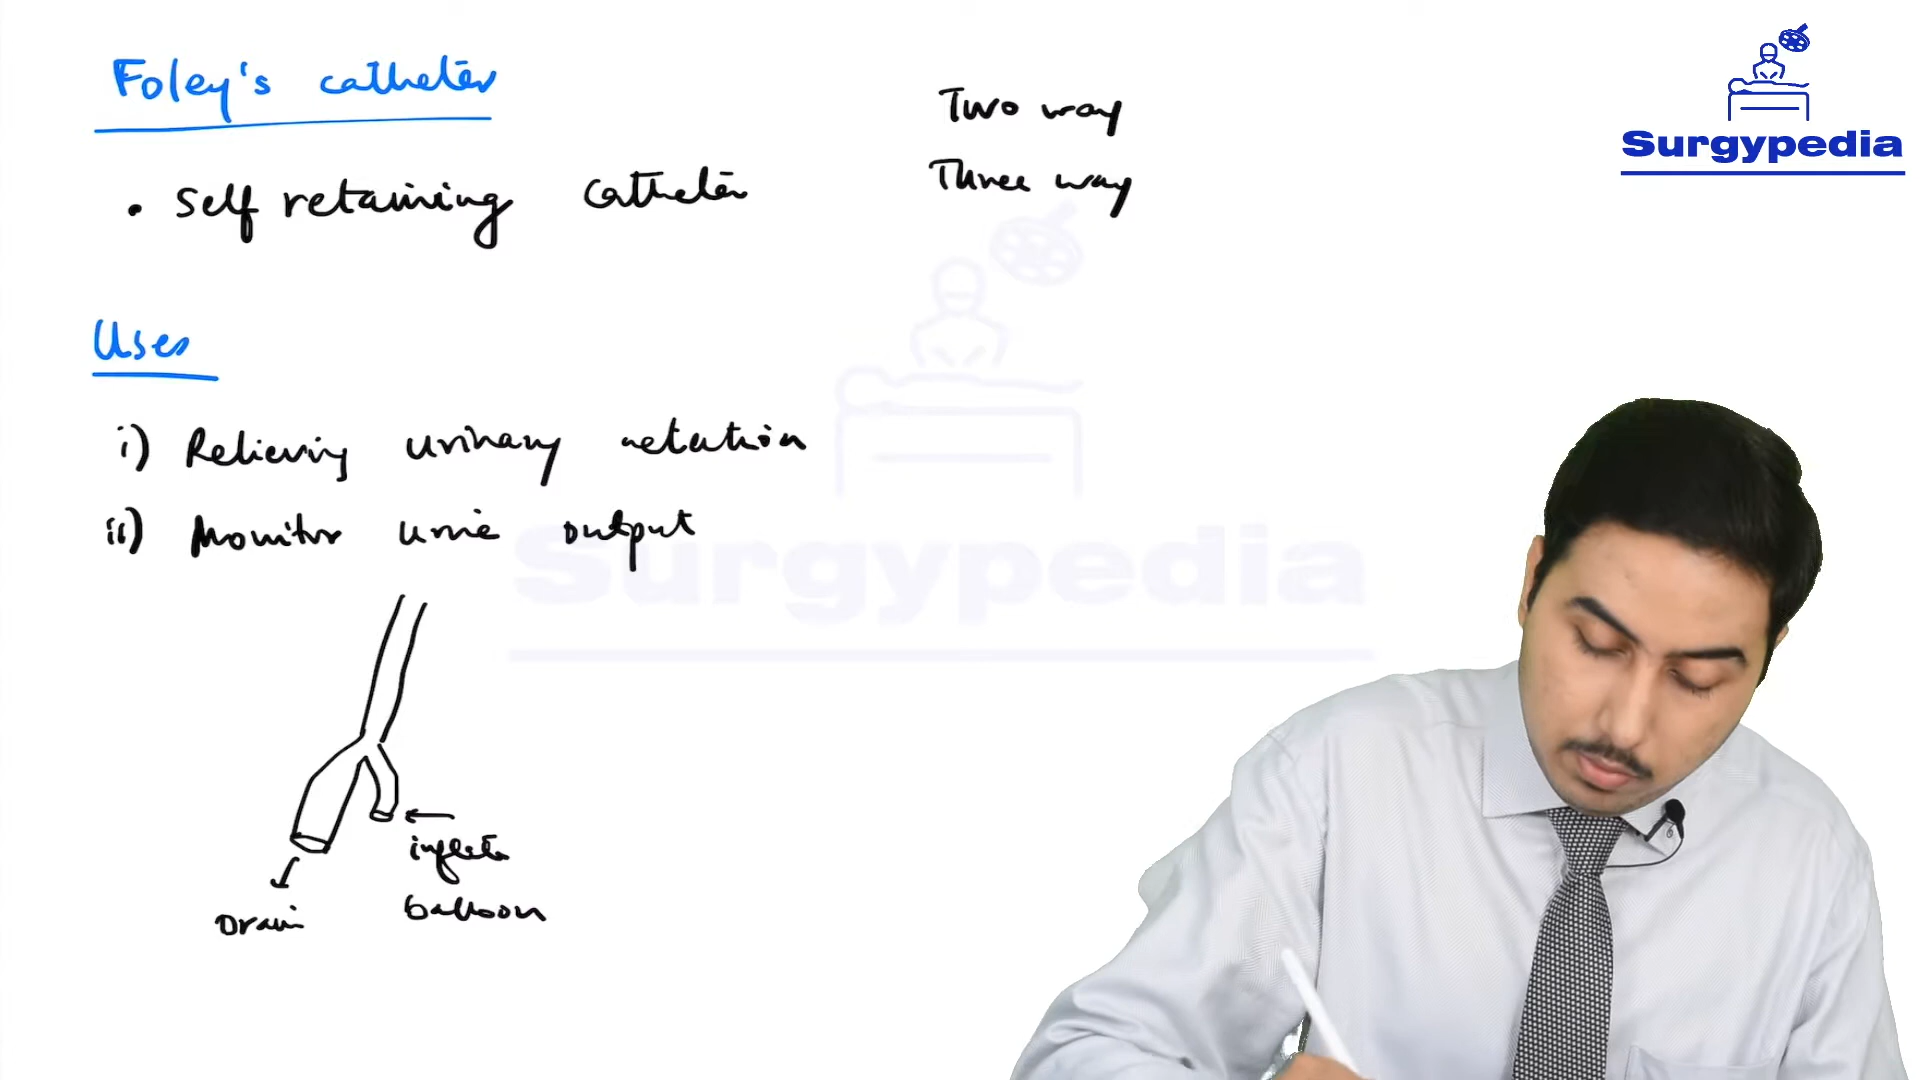 Foley's catheter
• Self retaining catheter
Two way
Three way
Surgypedia
Uses
i) Relieving urinary retention
ii) Monitor urine output
Surgypedia
inflate
balloon
Drain